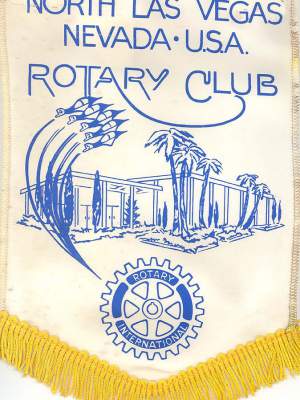 NORTH LAS VEGAS
NEVADA · U.S.A.
ROTARY CLUB
ROTARY
INTERNATIONAL